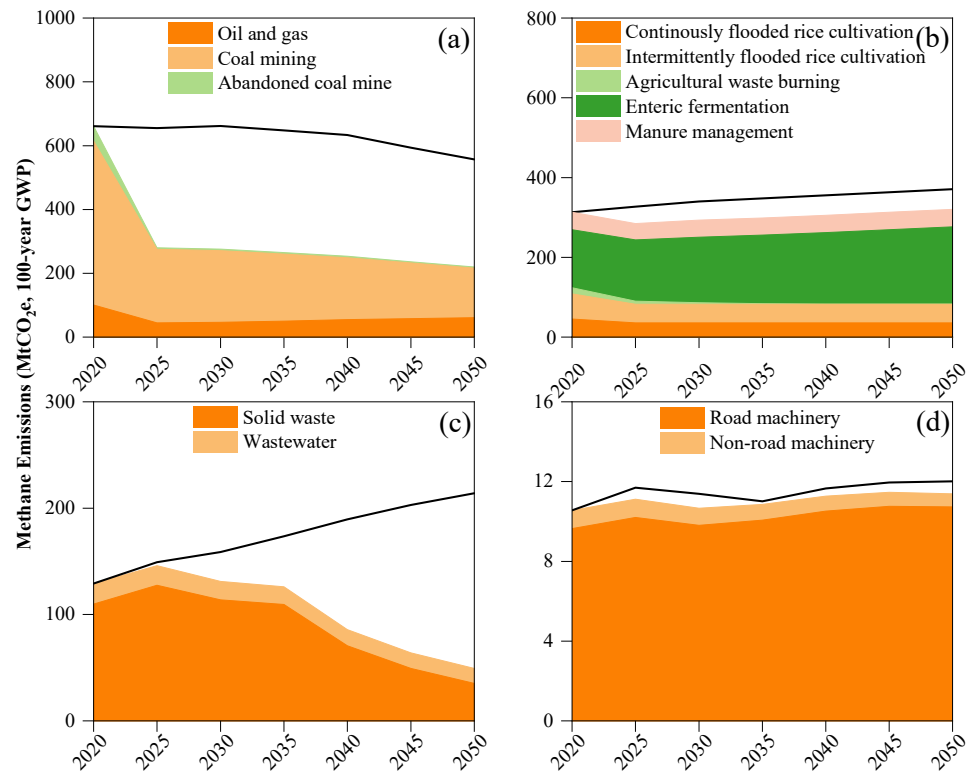 Methane Emissions (MtCO2e, 100-year GWP)
(a)
Oil and gas
Coal mining
Abandoned coal mine
1000
800
600
400
200
0
2020 2025 2030 2035 2040 2045 2050
(b)
Continously flooded rice cultivation
Intermittently flooded rice cultivation
Agricultural waste burning
Enteric fermentation
Manure management
800
600
400
200
0
2020 2025 2030 2035 2040 2045 2050
(c)
Solid waste
Wastewater
300
200
100
0
2020 2025 2030 2035 2040 2045 2050
(d)
Road machinery
Non-road machinery
16
12
8
4
0
2020 2025 2030 2035 2040 2045 2050